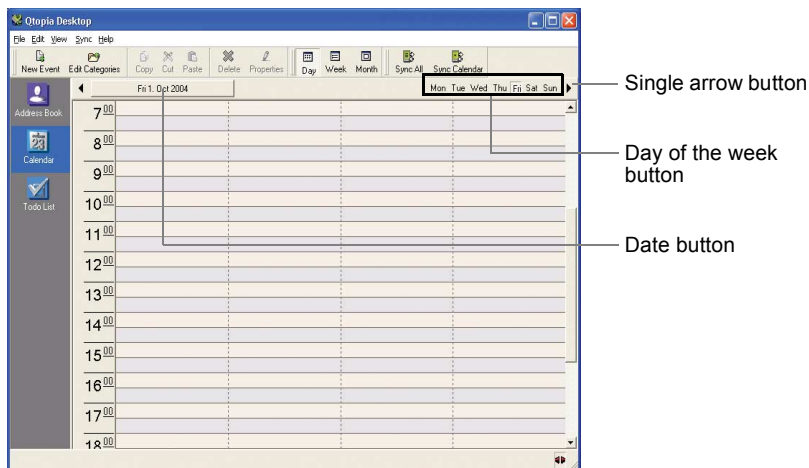 Qtopia Desktop
File Edit View Sync Help
New Event Edit Categories Copy Cut Paste Delete Properties Day Week Month Sync All Sync Calendar
Fri 1. Oct 2004 Mon Tue Wed Thu Fri Sat Sun
Single arrow button
Address Book
7 00
8 00
Day of the week
button
Calendar
9 00
Todo List
10 00
11 00
Date button
12 00
13 00
14 00
15 00
16 00
17 00
18 00